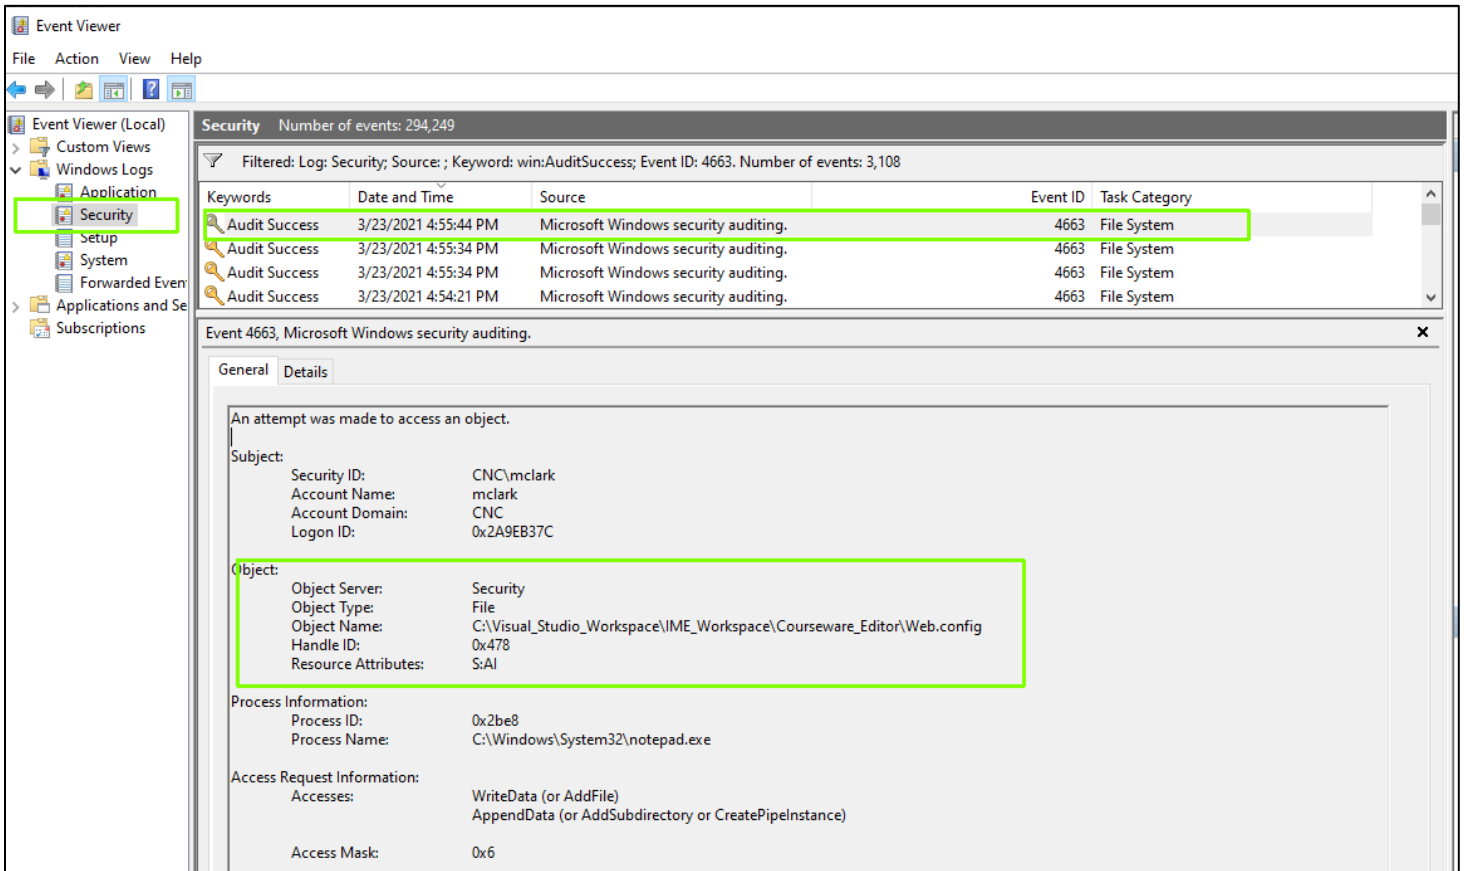 Event Viewer
File Action View Help
Event Viewer (Local)
Custom Views
Windows Logs
Application
Security
Setup
System
Forwarded Even
Applications and Se
Subscriptions
Security Number of events: 294,249
Filtered: Log: Security; Source: ; Keyword: win:AuditSuccess; Event ID: 4663. Number of events: 3,108
Keywords Date and Time Source Event ID Task Category
Audit Success 3/23/2021 4:55:44 PM Microsoft Windows security auditing. 4663 File System
Audit Success 3/23/2021 4:55:34 PM Microsoft Windows security auditing. 4663 File System
Audit Success 3/23/2021 4:55:34 PM Microsoft Windows security auditing. 4663 File System
Audit Success 3/23/2021 4:54:21 PM Microsoft Windows security auditing. 4663 File System
Event 4663, Microsoft Windows security auditing.
General Details
An attempt was made to access an object.
Subject:
Security ID: CNC\mclark
Account Name: mclark
Account Domain: CNC
Logon ID: 0x2A9EB37C
Object:
Object Server: Security
Object Type: File
Object Name: C:\Visual_Studio_Workspace\IME_Workspace\Courseware_Editor\Web.config
Handle ID: 0x478
Resource Attributes: S:AI
Process Information:
Process ID: 0x2be8
Process Name: C:\Windows\System32\notepad.exe
Access Request Information:
Accesses: WriteData (or AddFile)
AppendData (or AddSubdirectory or CreatePipeInstance)
Access Mask: 0x6